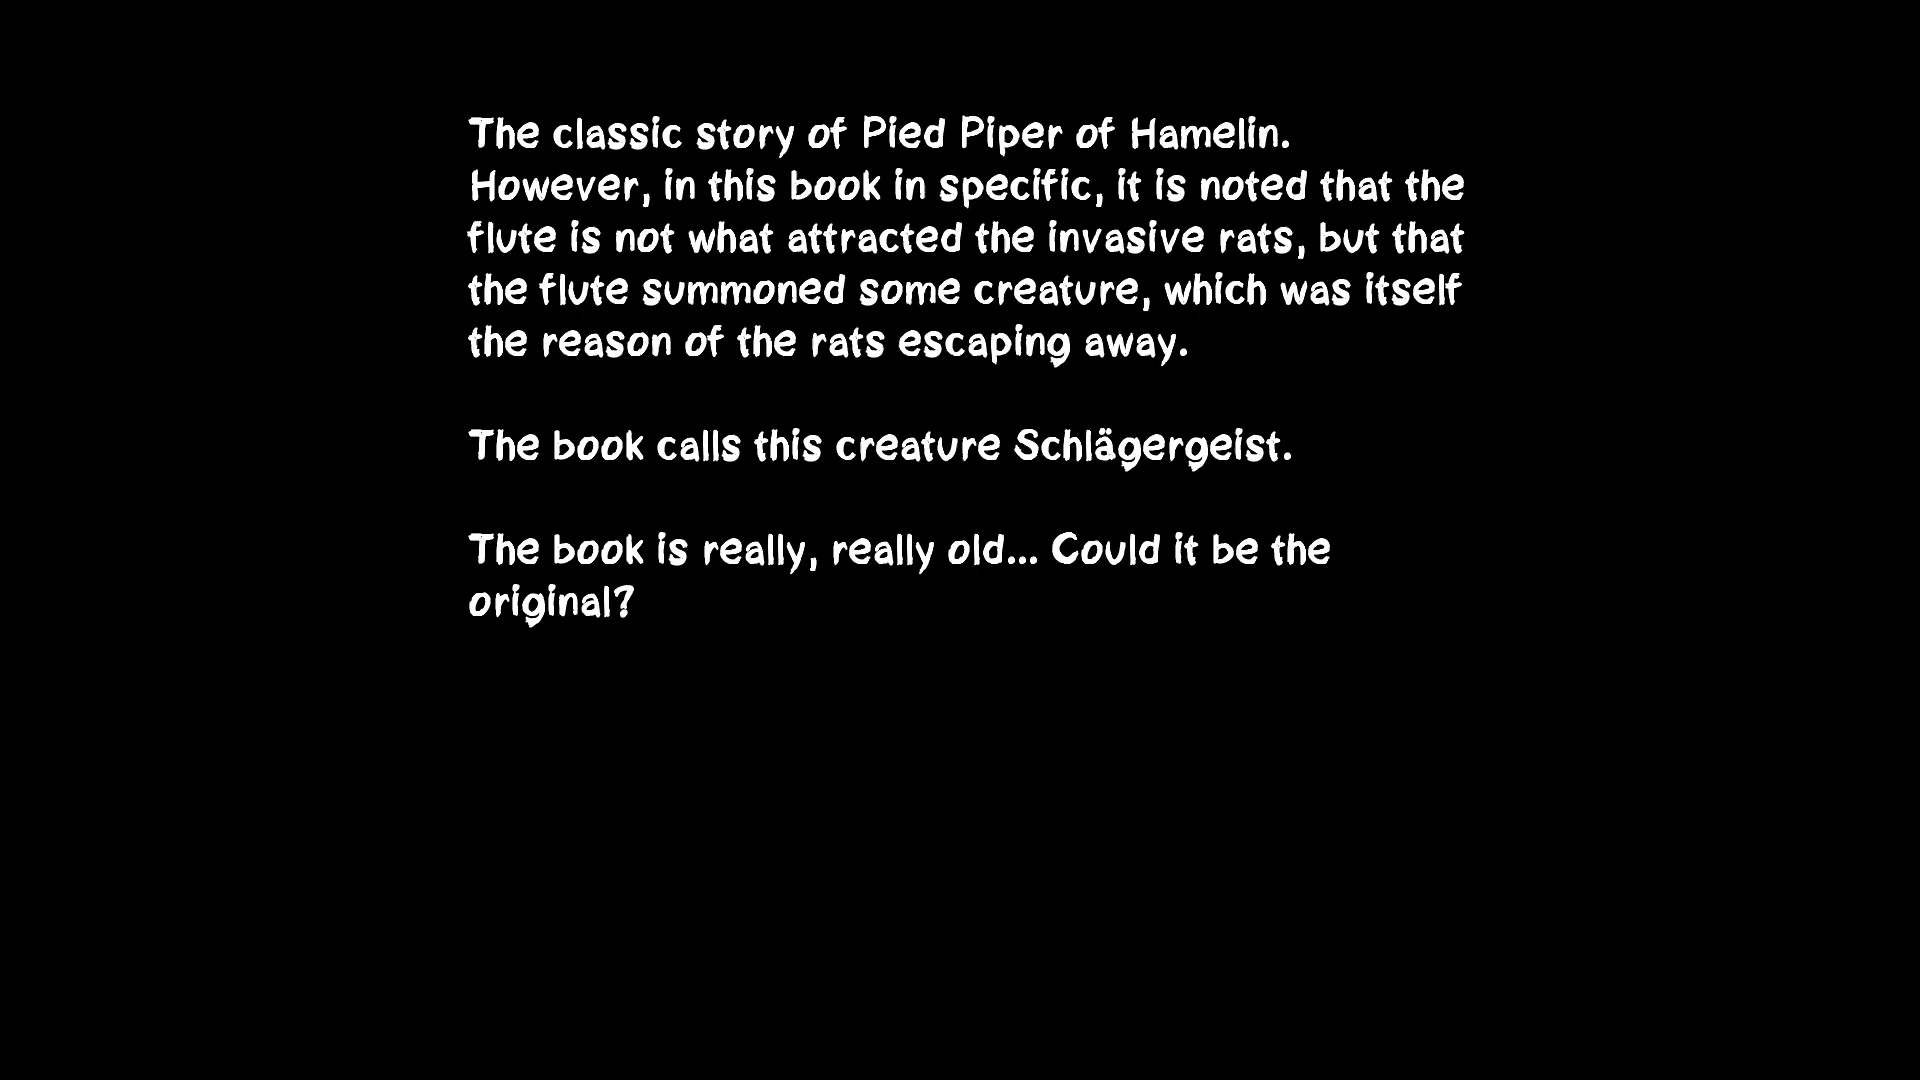 The classic story of Pied Piper of Hamelin.
However, in this book in specific, it is noted that the
flute is not what attracted the invasive rats, but that
the flute summoned some creature, which was itself
the reason of the rats escaping away.
The book calls this creature Schlägergeist.
The book is really, really old... Could it be the
original?